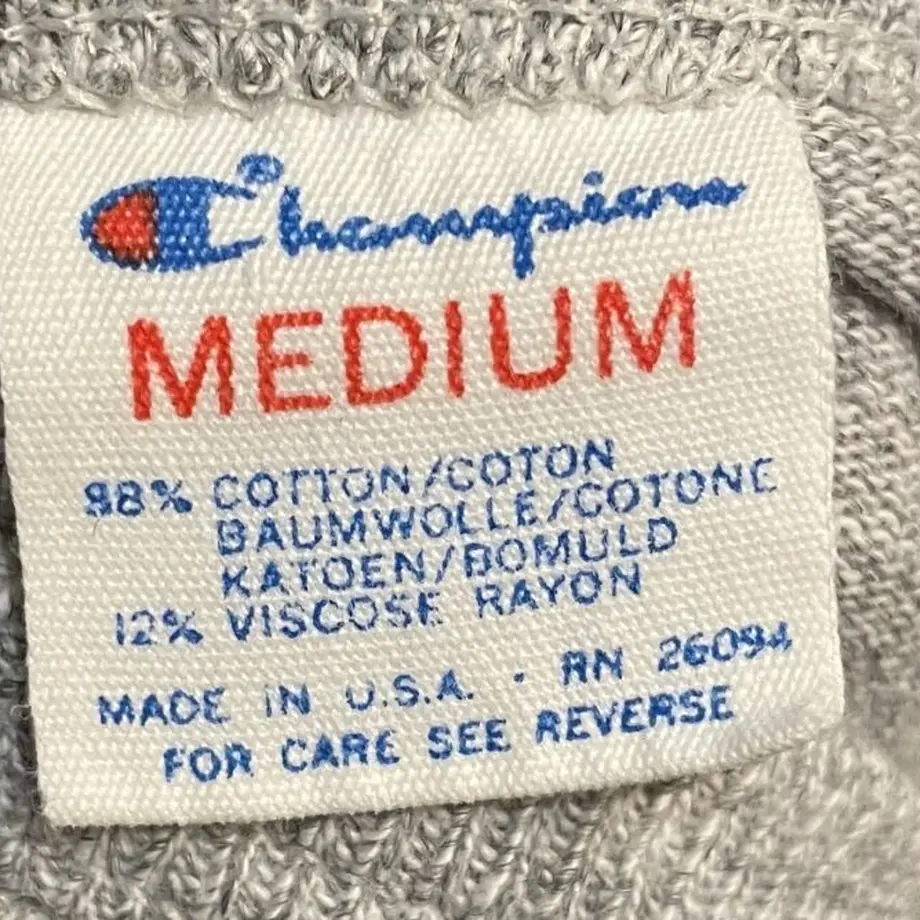 Champion
MEDIUM
88% COTTON/COTON
BAUMWOLLE/COTONE
KATOEN/BOMULD
12% VISCOSE RAYON
MADE IN U.S.A. · RN 26094
FOR CARE SEE REVERSE